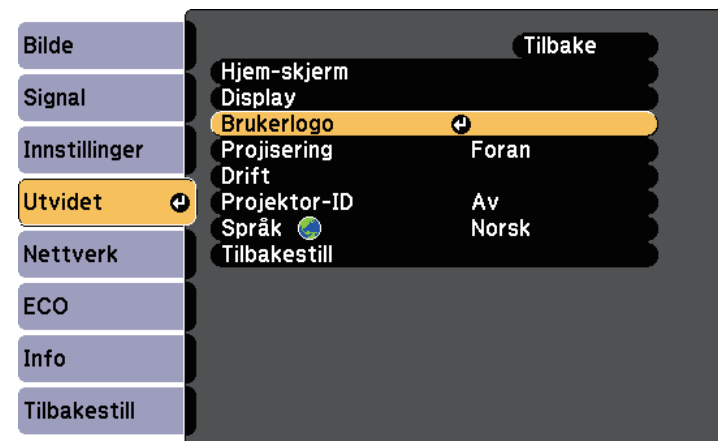 Bilde
Signal
Innstillinger
Utvidet
Nettverk
ECO
Info
Tilbakestill
Tilbake
Hjem-skjerm
Display
Brukerlogo
Projisering Foran
Drift
Projektor-ID Av
Språk Norsk
Tilbakestill